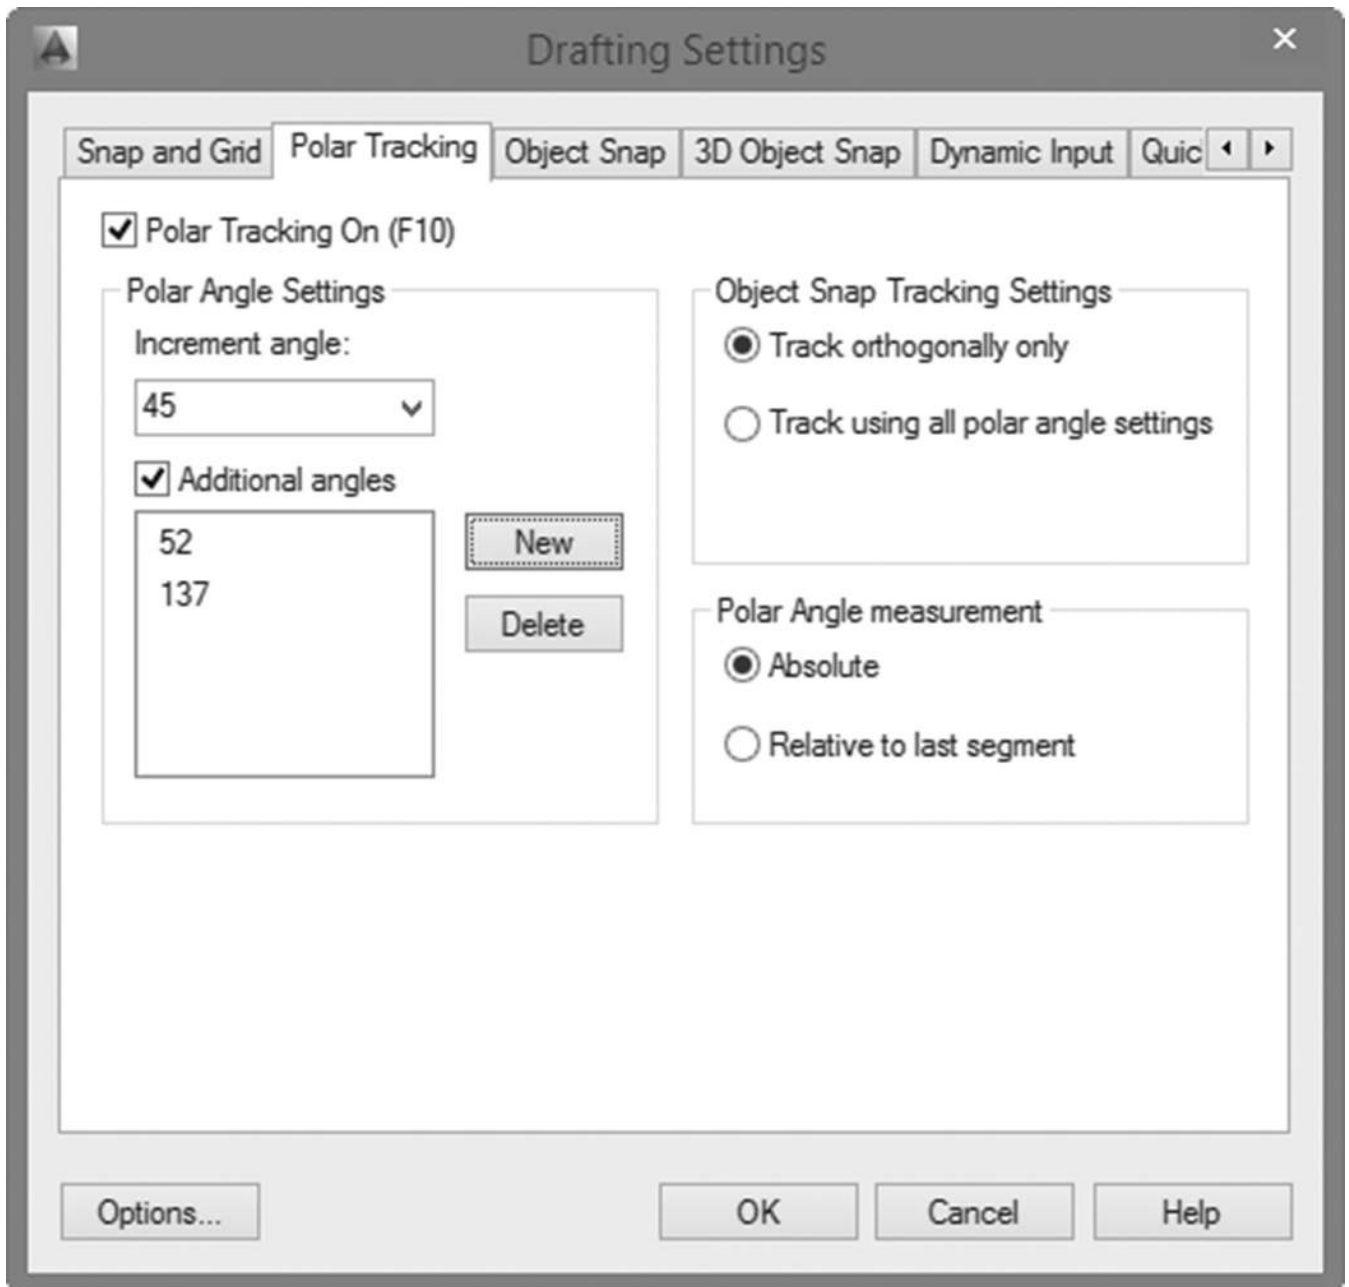 Drafting Settings
Snap and Grid Polar Tracking Object Snap 3D Object Snap Dynamic Input Quic
Polar Tracking On (F10)
Polar Angle Settings
Increment angle:
45
Additional angles
52
137
New
Delete
Object Snap Tracking Settings
Track orthogonally only
Track using all polar angle settings
Polar Angle measurement
Absolute
Relative to last segment
Options... OK Cancel Help